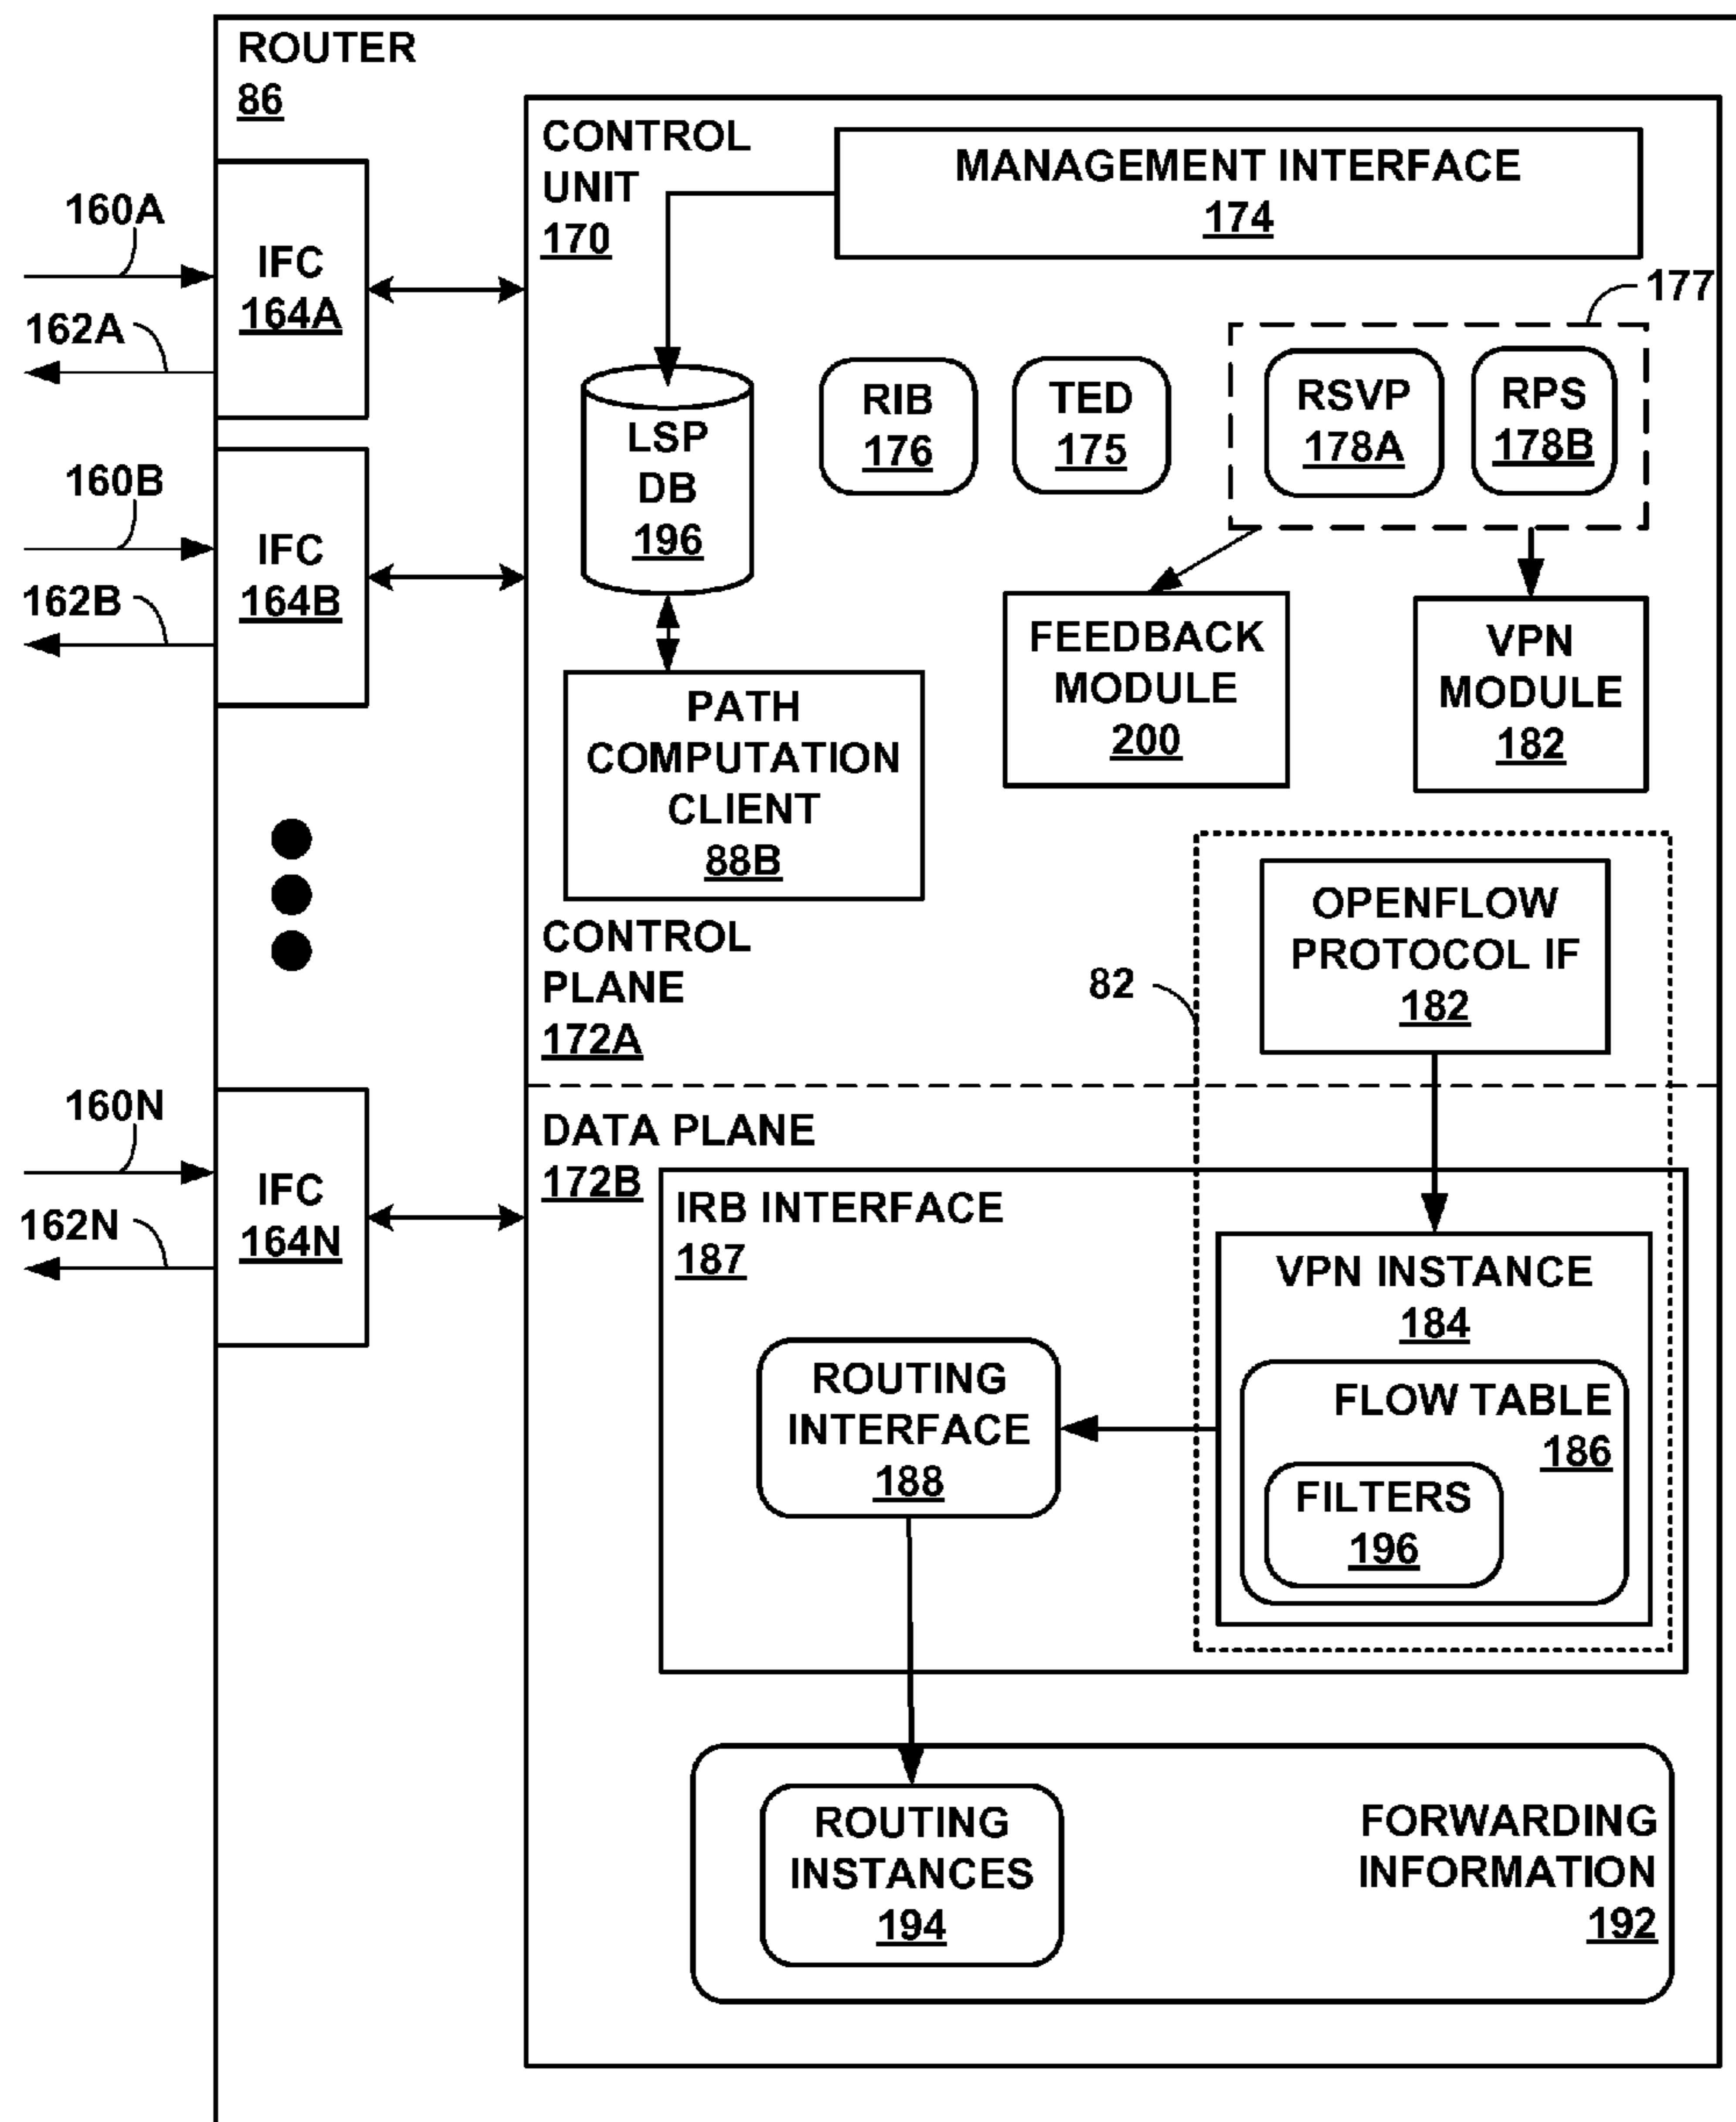 ROUTER
86
CONTROL
UNIT
170
MANAGEMENT INTERFACE
174
160A
IFC
164A
162A
177
RIB
176
TED
175
RSVP
178A
RPS
178B
LSP
DB
196
160B
IFC
164B
162B
FEEDBACK
MODULE
200
VPN
MODULE
182
PATH
COMPUTATION
CLIENT
88B
OPENFLOW
PROTOCOL IF
182
82
CONTROL
PLANE
172A
160N
IFC
164N
162N
DATA PLANE
172B
IRB INTERFACE
187
VPN INSTANCE
184
ROUTING
INTERFACE
188
FLOW TABLE
186
FILTERS
196
ROUTING
INSTANCES
194
FORWARDING
INFORMATION
192